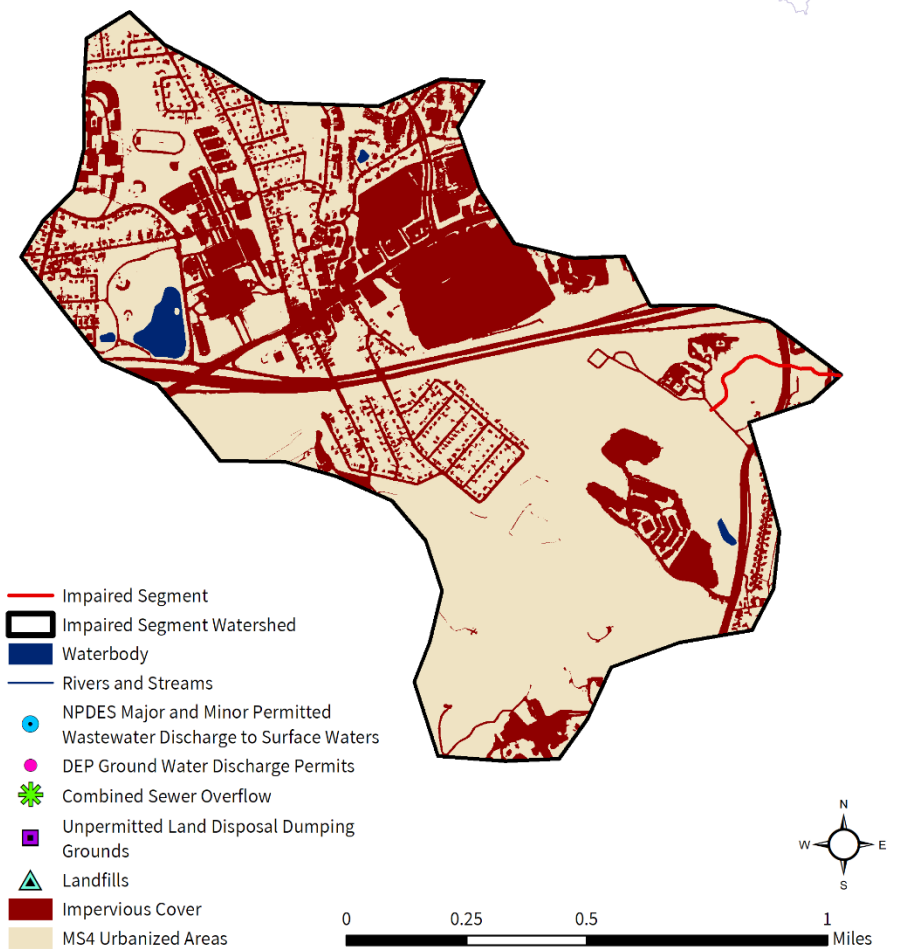 Impaired Segment
Impaired Segment Watershed
Waterbody
Rivers and Streams
NPDES Major and Minor Permitted
Wastewater Discharge to Surface Waters
DEP Ground Water Discharge Permits
Combined Sewer Overflow
Unpermitted Land Disposal Dumping
Grounds
Landfills
Impervious Cover
MS4 Urbanized Areas
N
W E
S
0 0.25 0.5 1
Miles